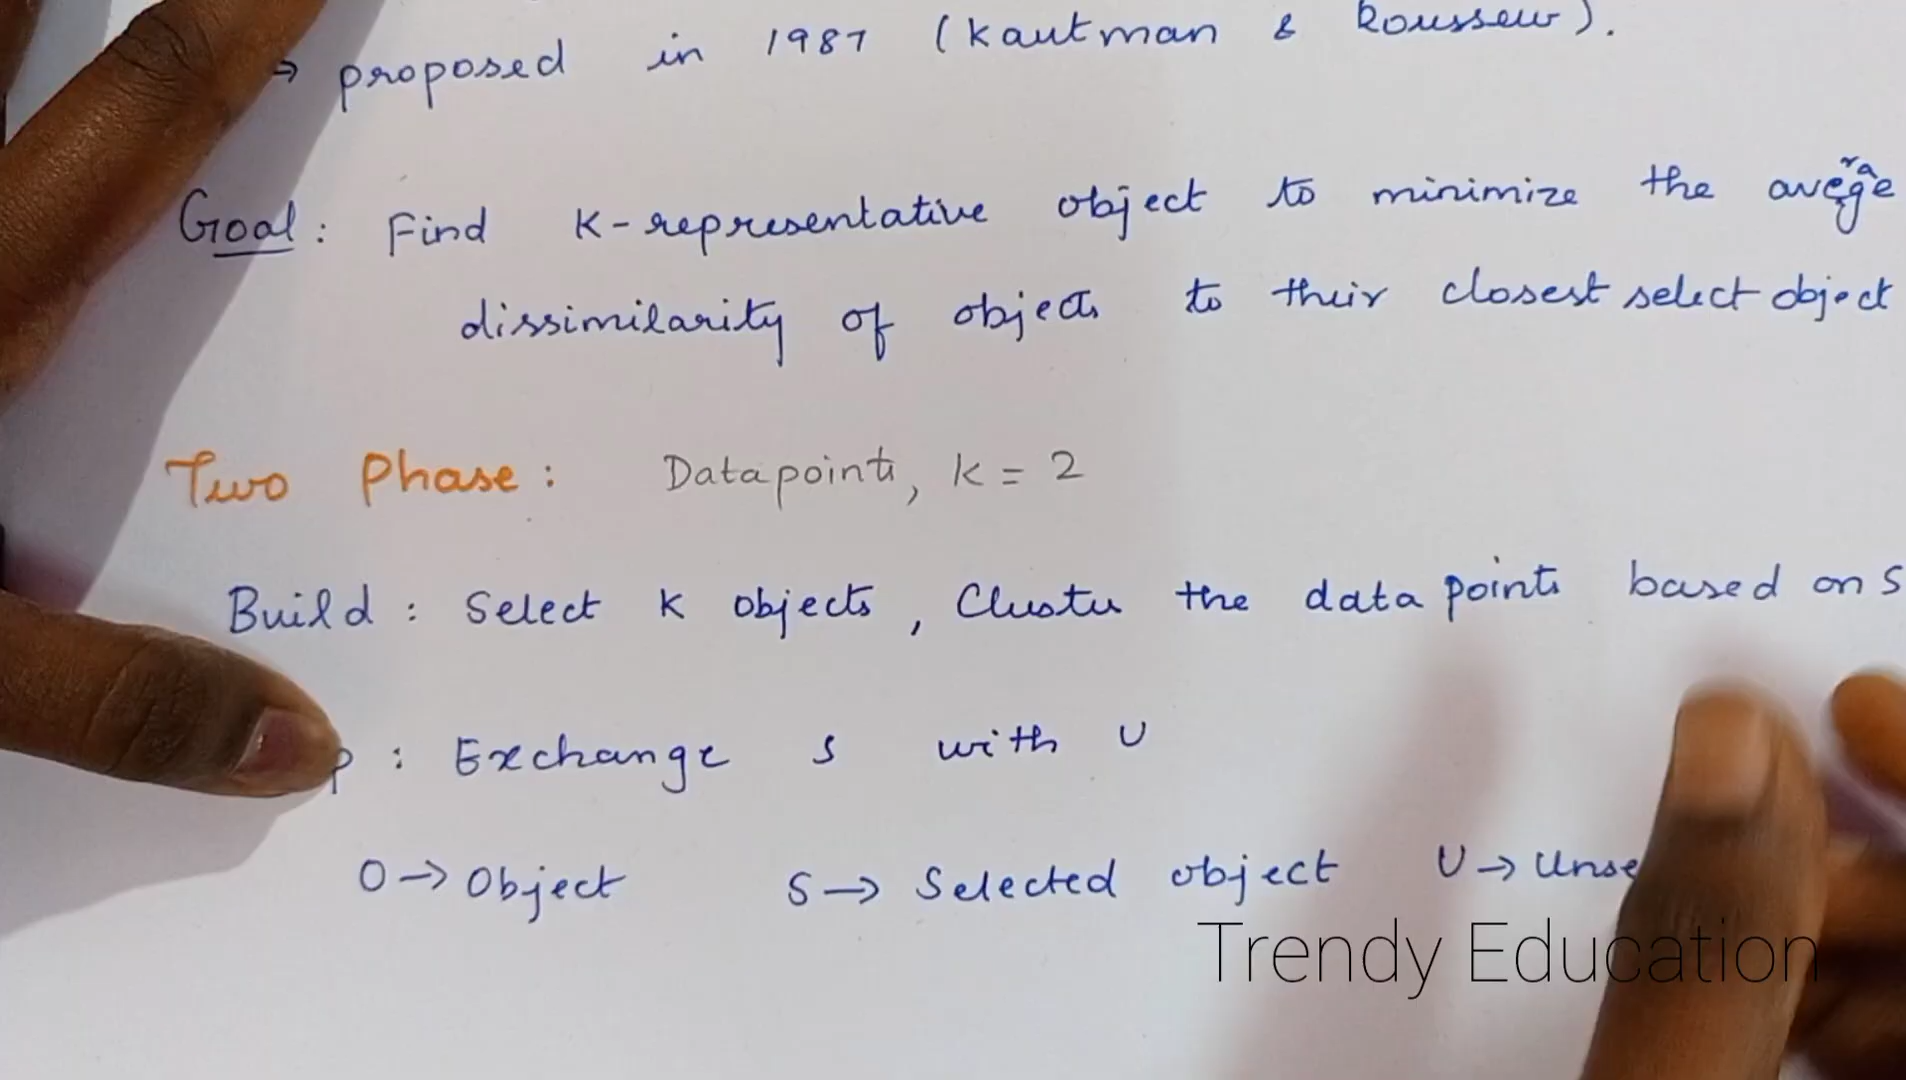 → proposed in 1987 (Kautman & Rousseuw).
Goal: Find K-representative object to minimize the average
dissimilarity of objects to their closest select object
Two Phase: Datapoints, k = 2
Build: Select K objects, Cluster the data points based on S
p: Exchange S with U
O → Object S → Selected object U → Unse
Trendy Education